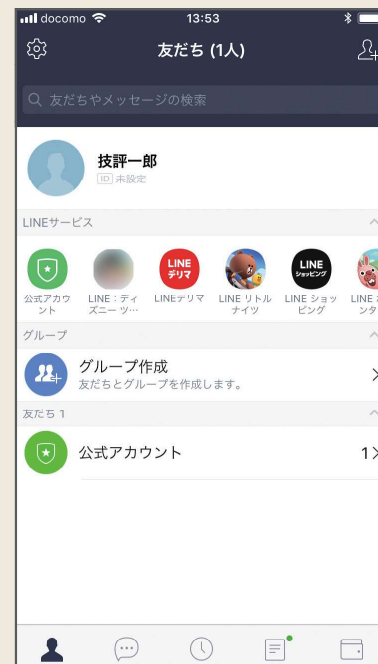 docomo 13:53
友だち (1人)
友だちやメッセージの検索
技評一郎
ID 未設定
LINEサービス
LINE
デリマ
LINE
ショッピング
公式アカウ
ント
LINE：ディ
ズニー ツ…
LINEデリマ
LINE リトル
ナイツ
LINE ショッ
ピング
LINE
ンタ
グループ
グループ作成
友だちとグループを作成します。
友だち 1
公式アカウント
1